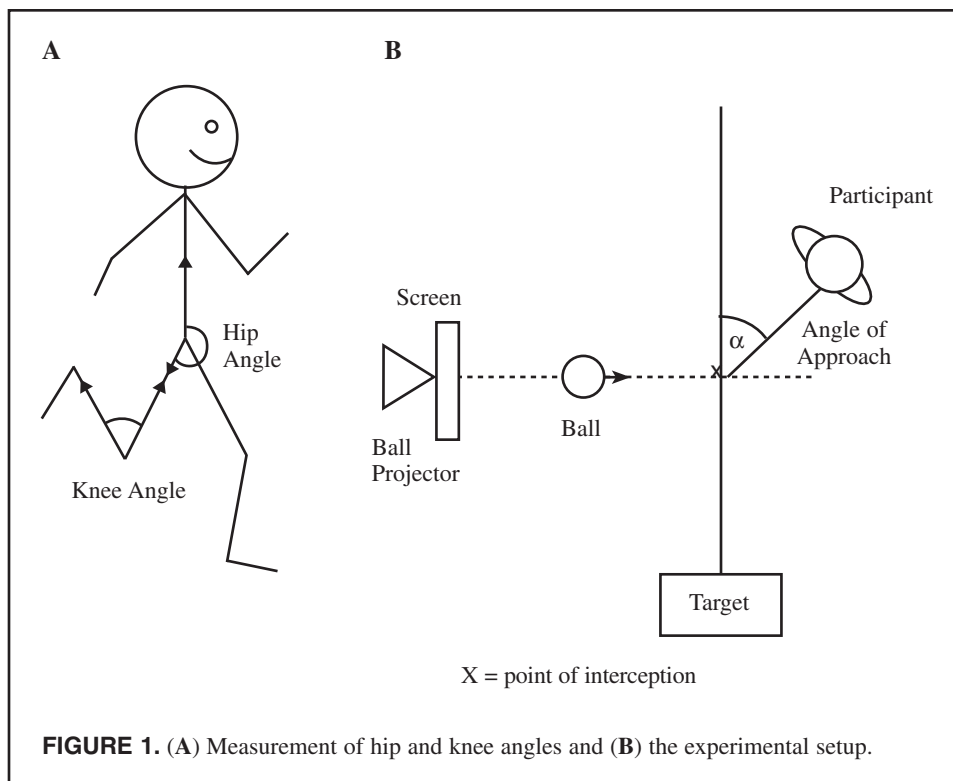 A
B
Hip
Angle
Knee Angle
Participant
Screen
α
Angle of
Approach
x
Ball
Ball
Projector
Target
X = point of interception
FIGURE 1. (A) Measurement of hip and knee angles and (B) the experimental setup.